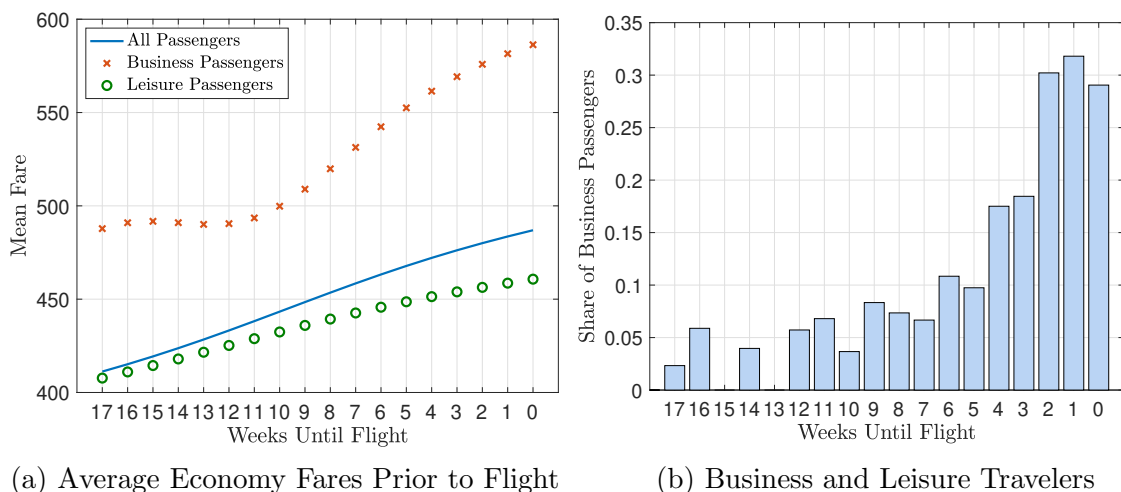 600
550
500
450
400
Mean Fare
All Passengers
Business Passengers
Leisure Passengers
17 16 15 14 13 12 11 10 9 8 7 6 5 4 3 2 1 0
Weeks Until Flight
(a) Average Economy Fares Prior to Flight
0.35
0.3
0.25
0.2
0.15
0.1
0.05
0
Share of Business Passengers
17 16 15 14 13 12 11 10 9 8 7 6 5 4 3 2 1 0
Weeks Until Flight
(b) Business and Leisure Travelers